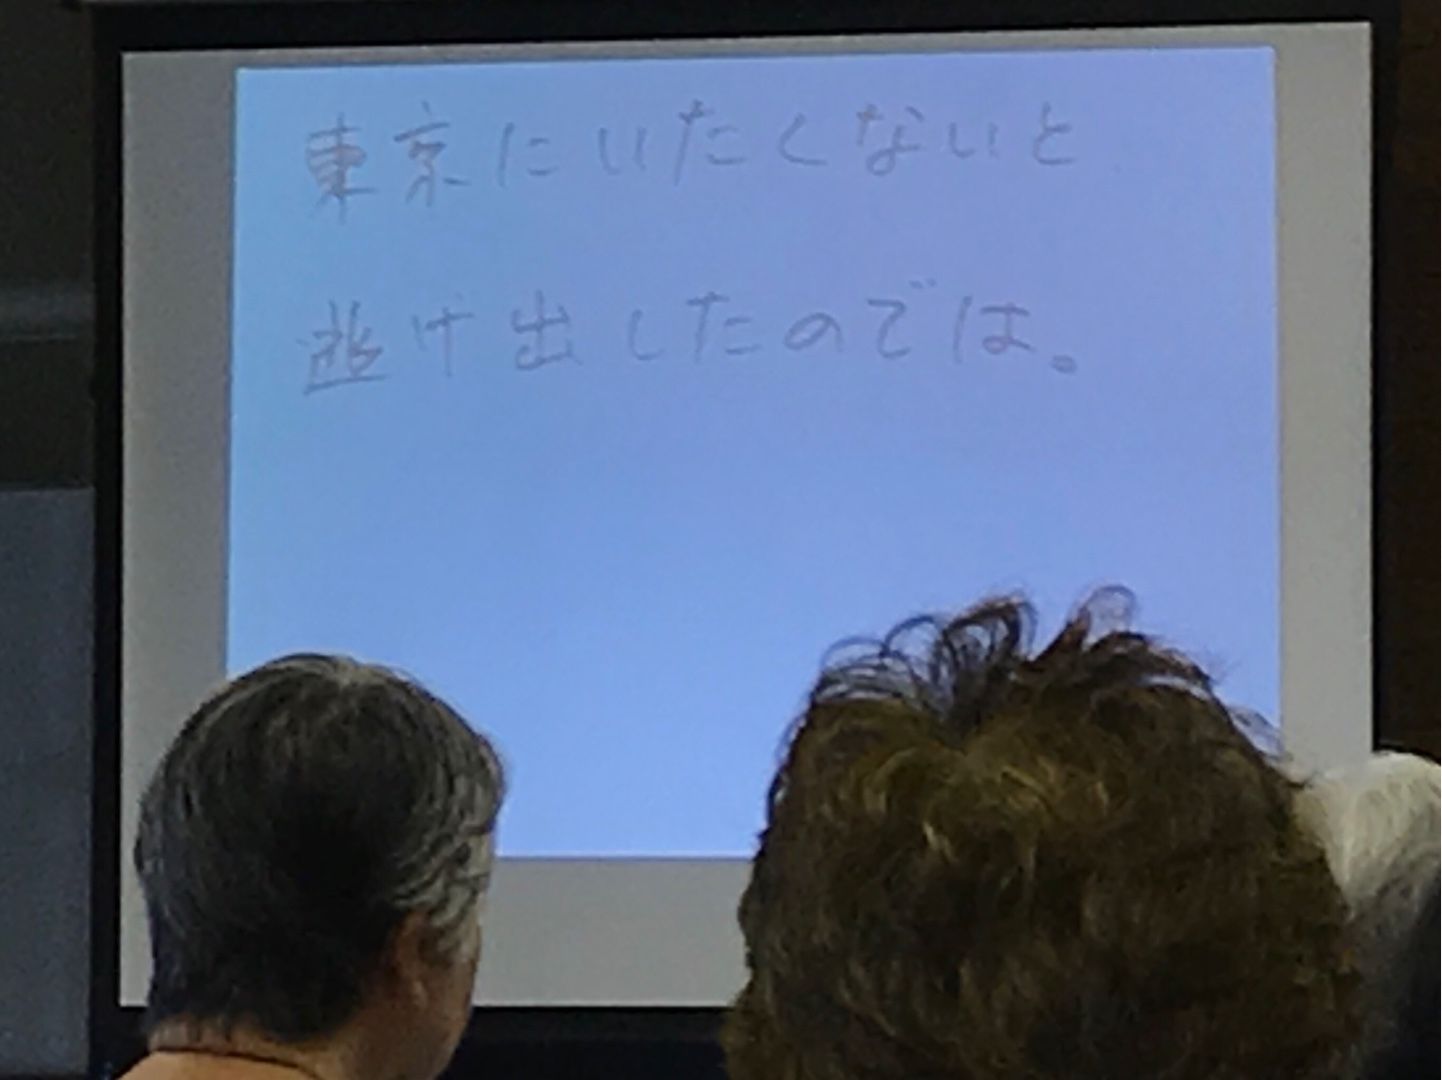 東京にいたくないと
逃げ出したのでは。